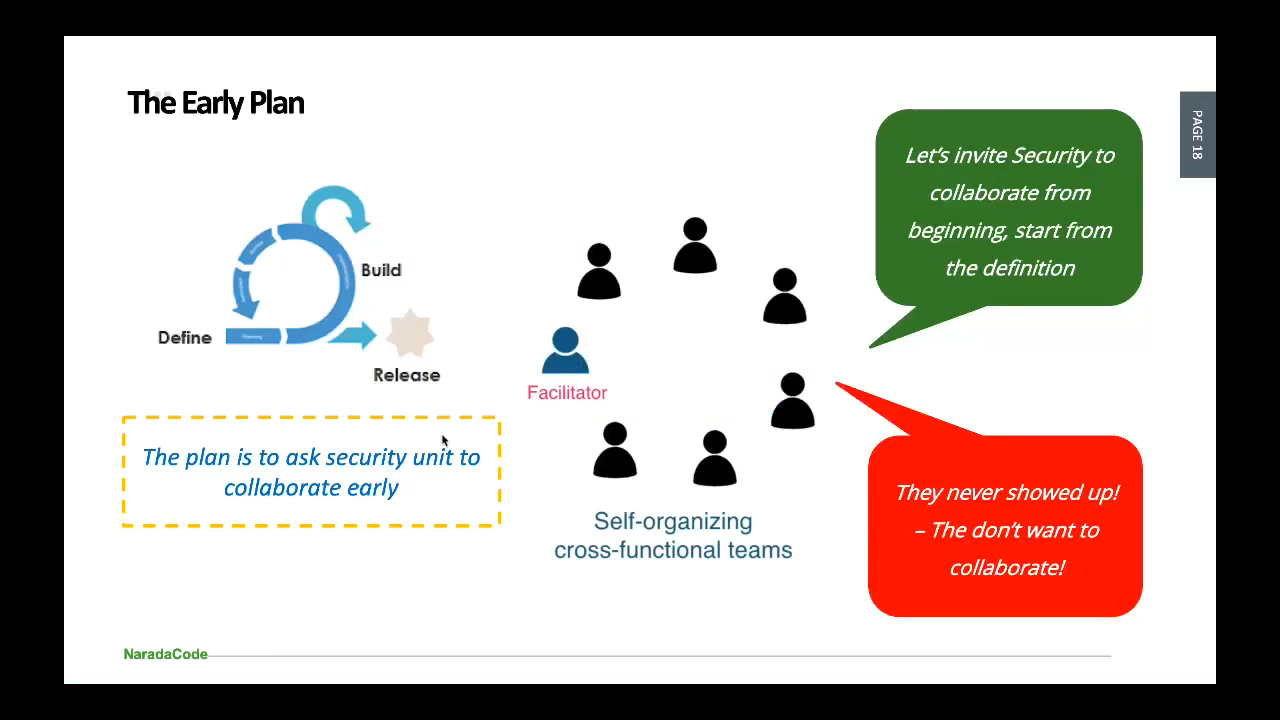 The Early Plan
PAGE 18
Let's invite Security to
collaborate from
beginning, start from
the definition
Build
Define
Release
Facilitator
The plan is to ask security unit to
collaborate early
Self-organizing
cross-functional teams
They never showed up!
– The don't want to
collaborate!
NaradaCode